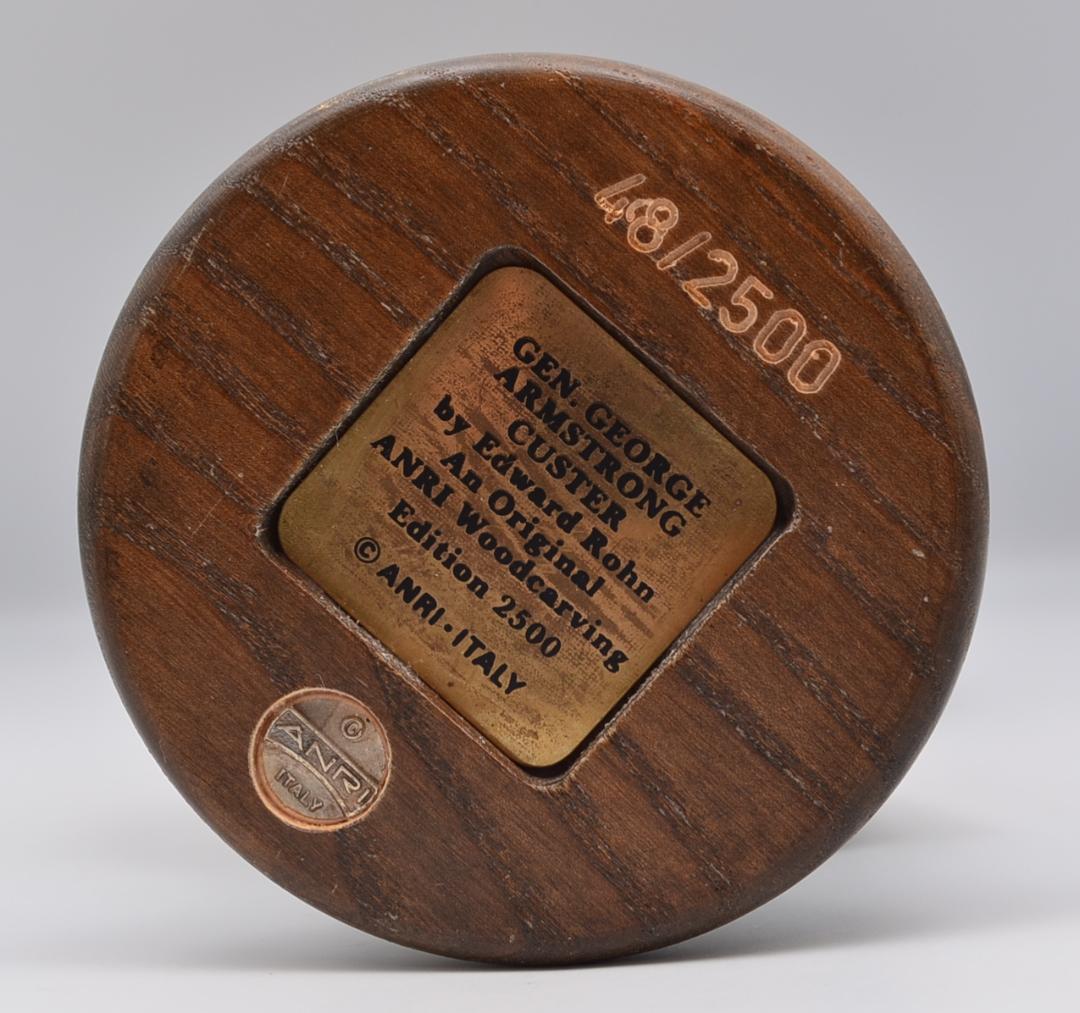 48/2500
GEN. GEORGE
ARMSTRONG
CUSTER
by Edward Rohn
An Original
ANRI Woodcarving
Edition 2500
© ANRI • ITALY
©
ANRI
ITALY